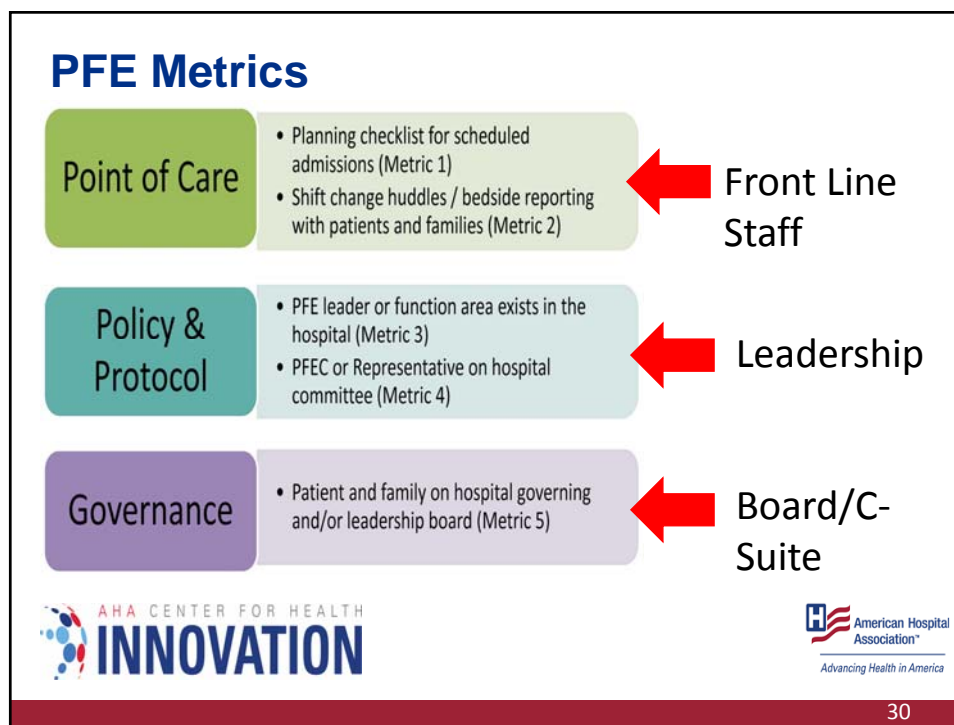 PFE Metrics
Point of Care
• Planning checklist for scheduled
admissions (Metric 1)
• Shift change huddles / bedside reporting
with patients and families (Metric 2)
Front Line
Staff
Policy &
Protocol
• PFE leader or function area exists in the
hospital (Metric 3)
• PFEC or Representative on hospital
committee (Metric 4)
Leadership
Governance
• Patient and family on hospital governing
and/or leadership board (Metric 5)
Board/C-
Suite
AHA CENTER FOR HEALTH
INNOVATION
H
American Hospital
Association™
Advancing Health in America
30